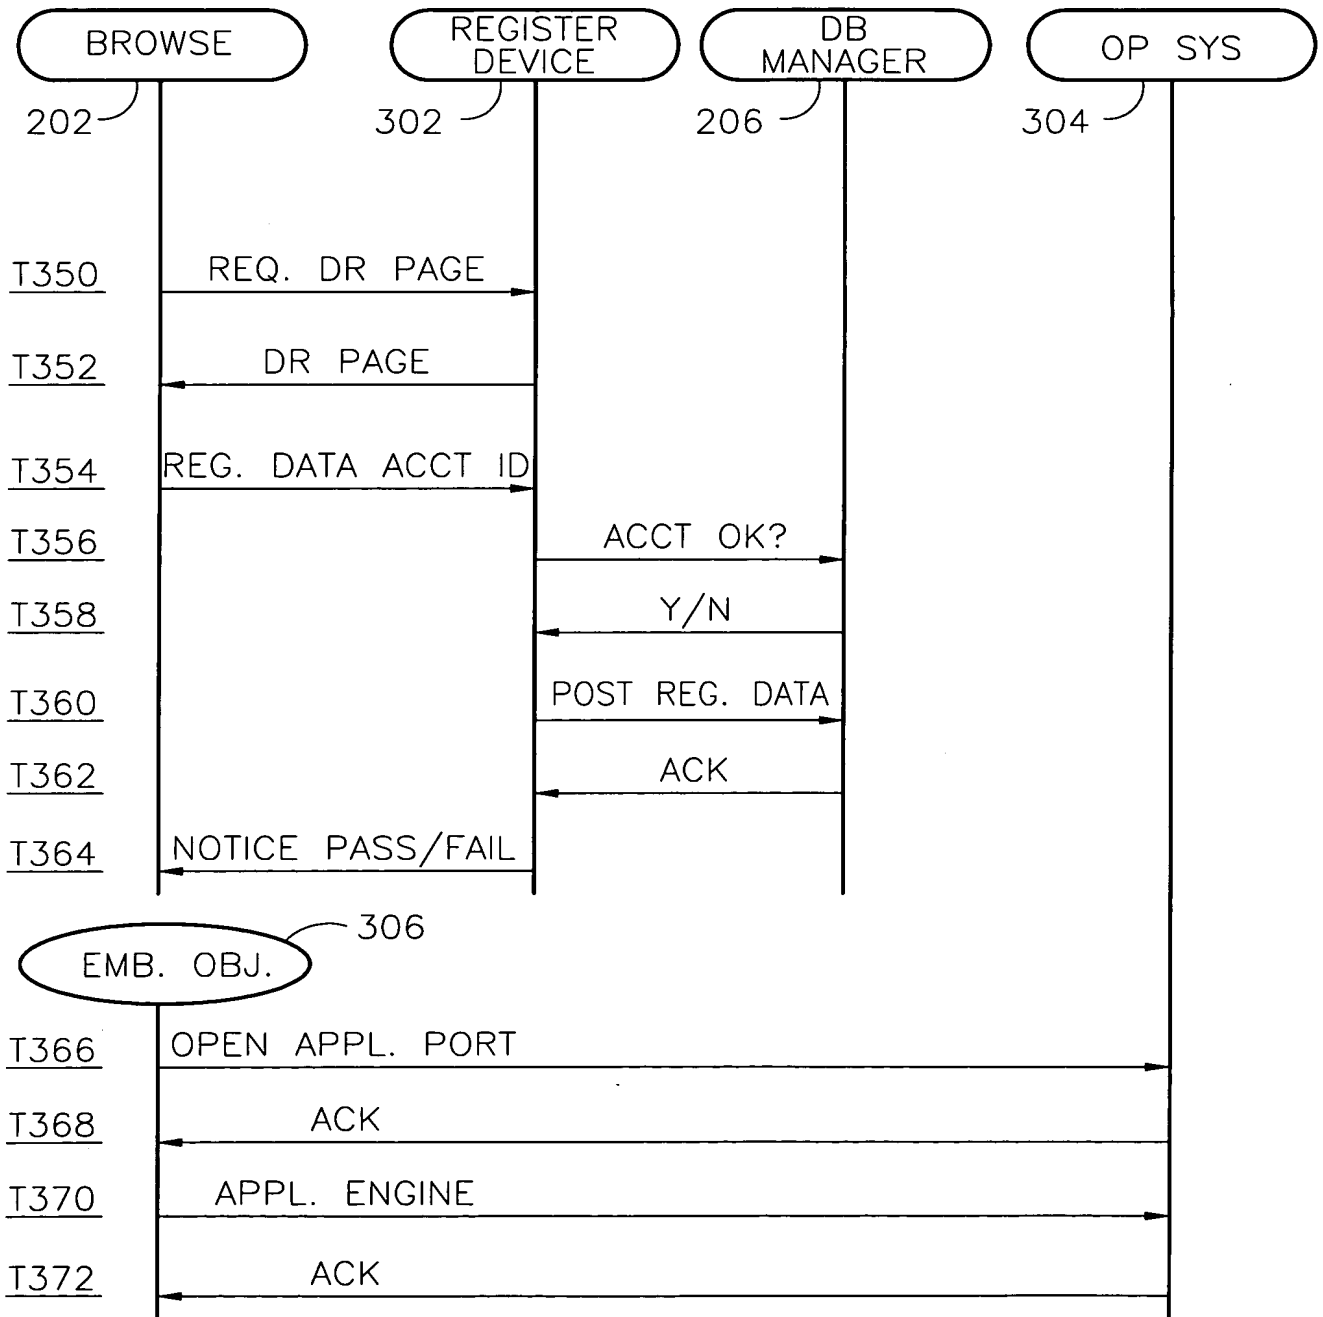 BROWSE
REGISTER
DEVICE
DB
MANAGER
OP SYS
202
302
206
304
T350
REQ. DR PAGE
T352
DR PAGE
T354
REG. DATA ACCT ID
T356
ACCT OK?
T358
Y/N
T360
POST REG. DATA
T362
ACK
T364
NOTICE PASS/FAIL
306
EMB. OBJ.
T366
OPEN APPL. PORT
T368
ACK
T370
APPL. ENGINE
T372
ACK